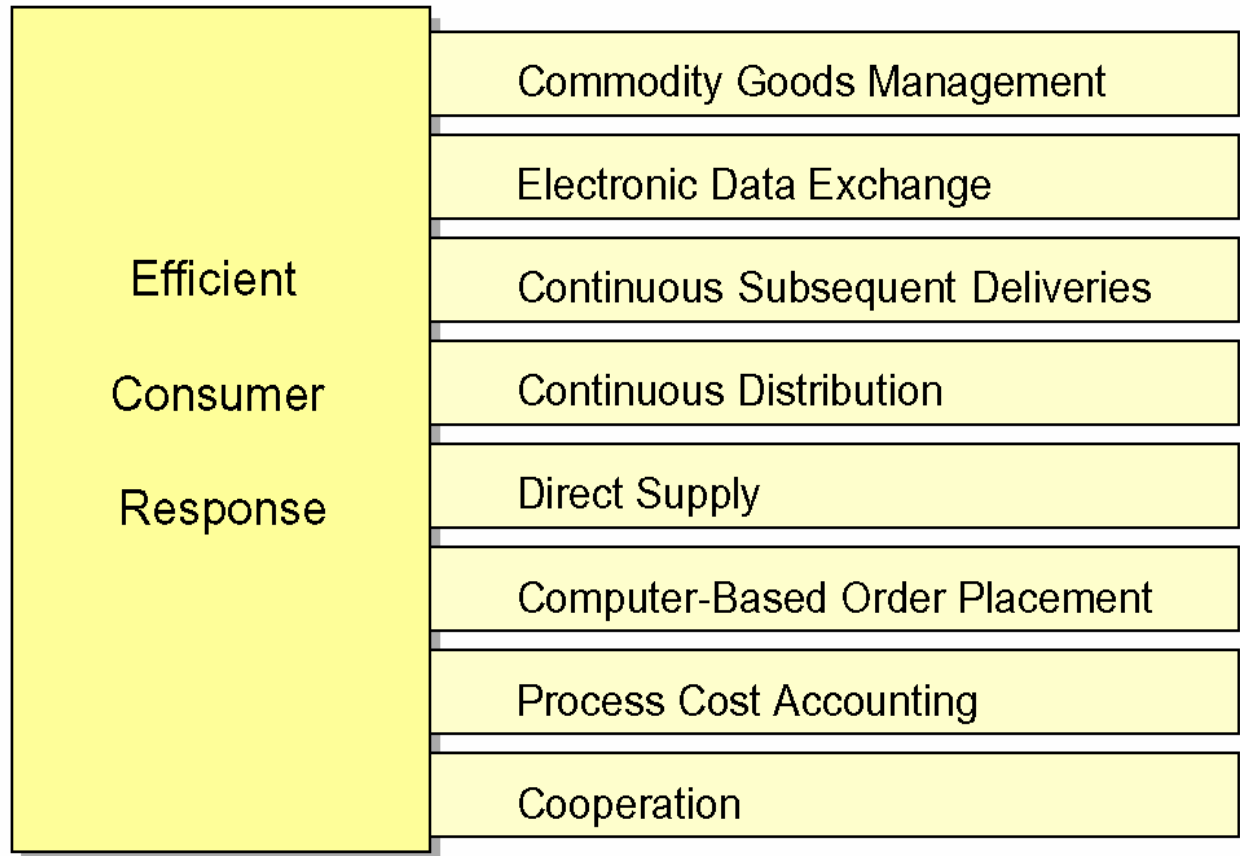 Efficient
Consumer
Response
Commodity Goods Management
Electronic Data Exchange
Continuous Subsequent Deliveries
Continuous Distribution
Direct Supply
Computer-Based Order Placement
Process Cost Accounting
Cooperation